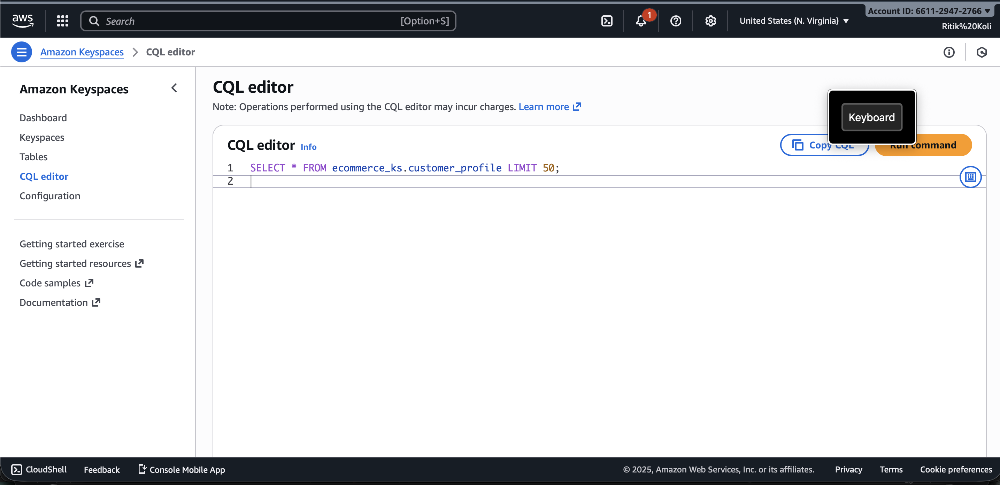 aws
Search [Option+S]
1
United States (N. Virginia)
Account ID: 6611-2947-2766
Ritik%20Koli
Amazon Keyspaces
CQL editor
Amazon Keyspaces
Dashboard
Keyspaces
Tables
CQL editor
Configuration
Getting started exercise
Getting started resources
Code samples
Documentation
CQL editor
Note: Operations performed using the CQL editor may incur charges. Learn more
Keyboard
CQL editor Info
Copy CQL
Run command
1 SELECT * FROM ecommerce_ks.customer_profile LIMIT 50;
2
CloudShell
Feedback
Console Mobile App
© 2025, Amazon Web Services, Inc. or its affiliates.
Privacy
Terms
Cookie preferences